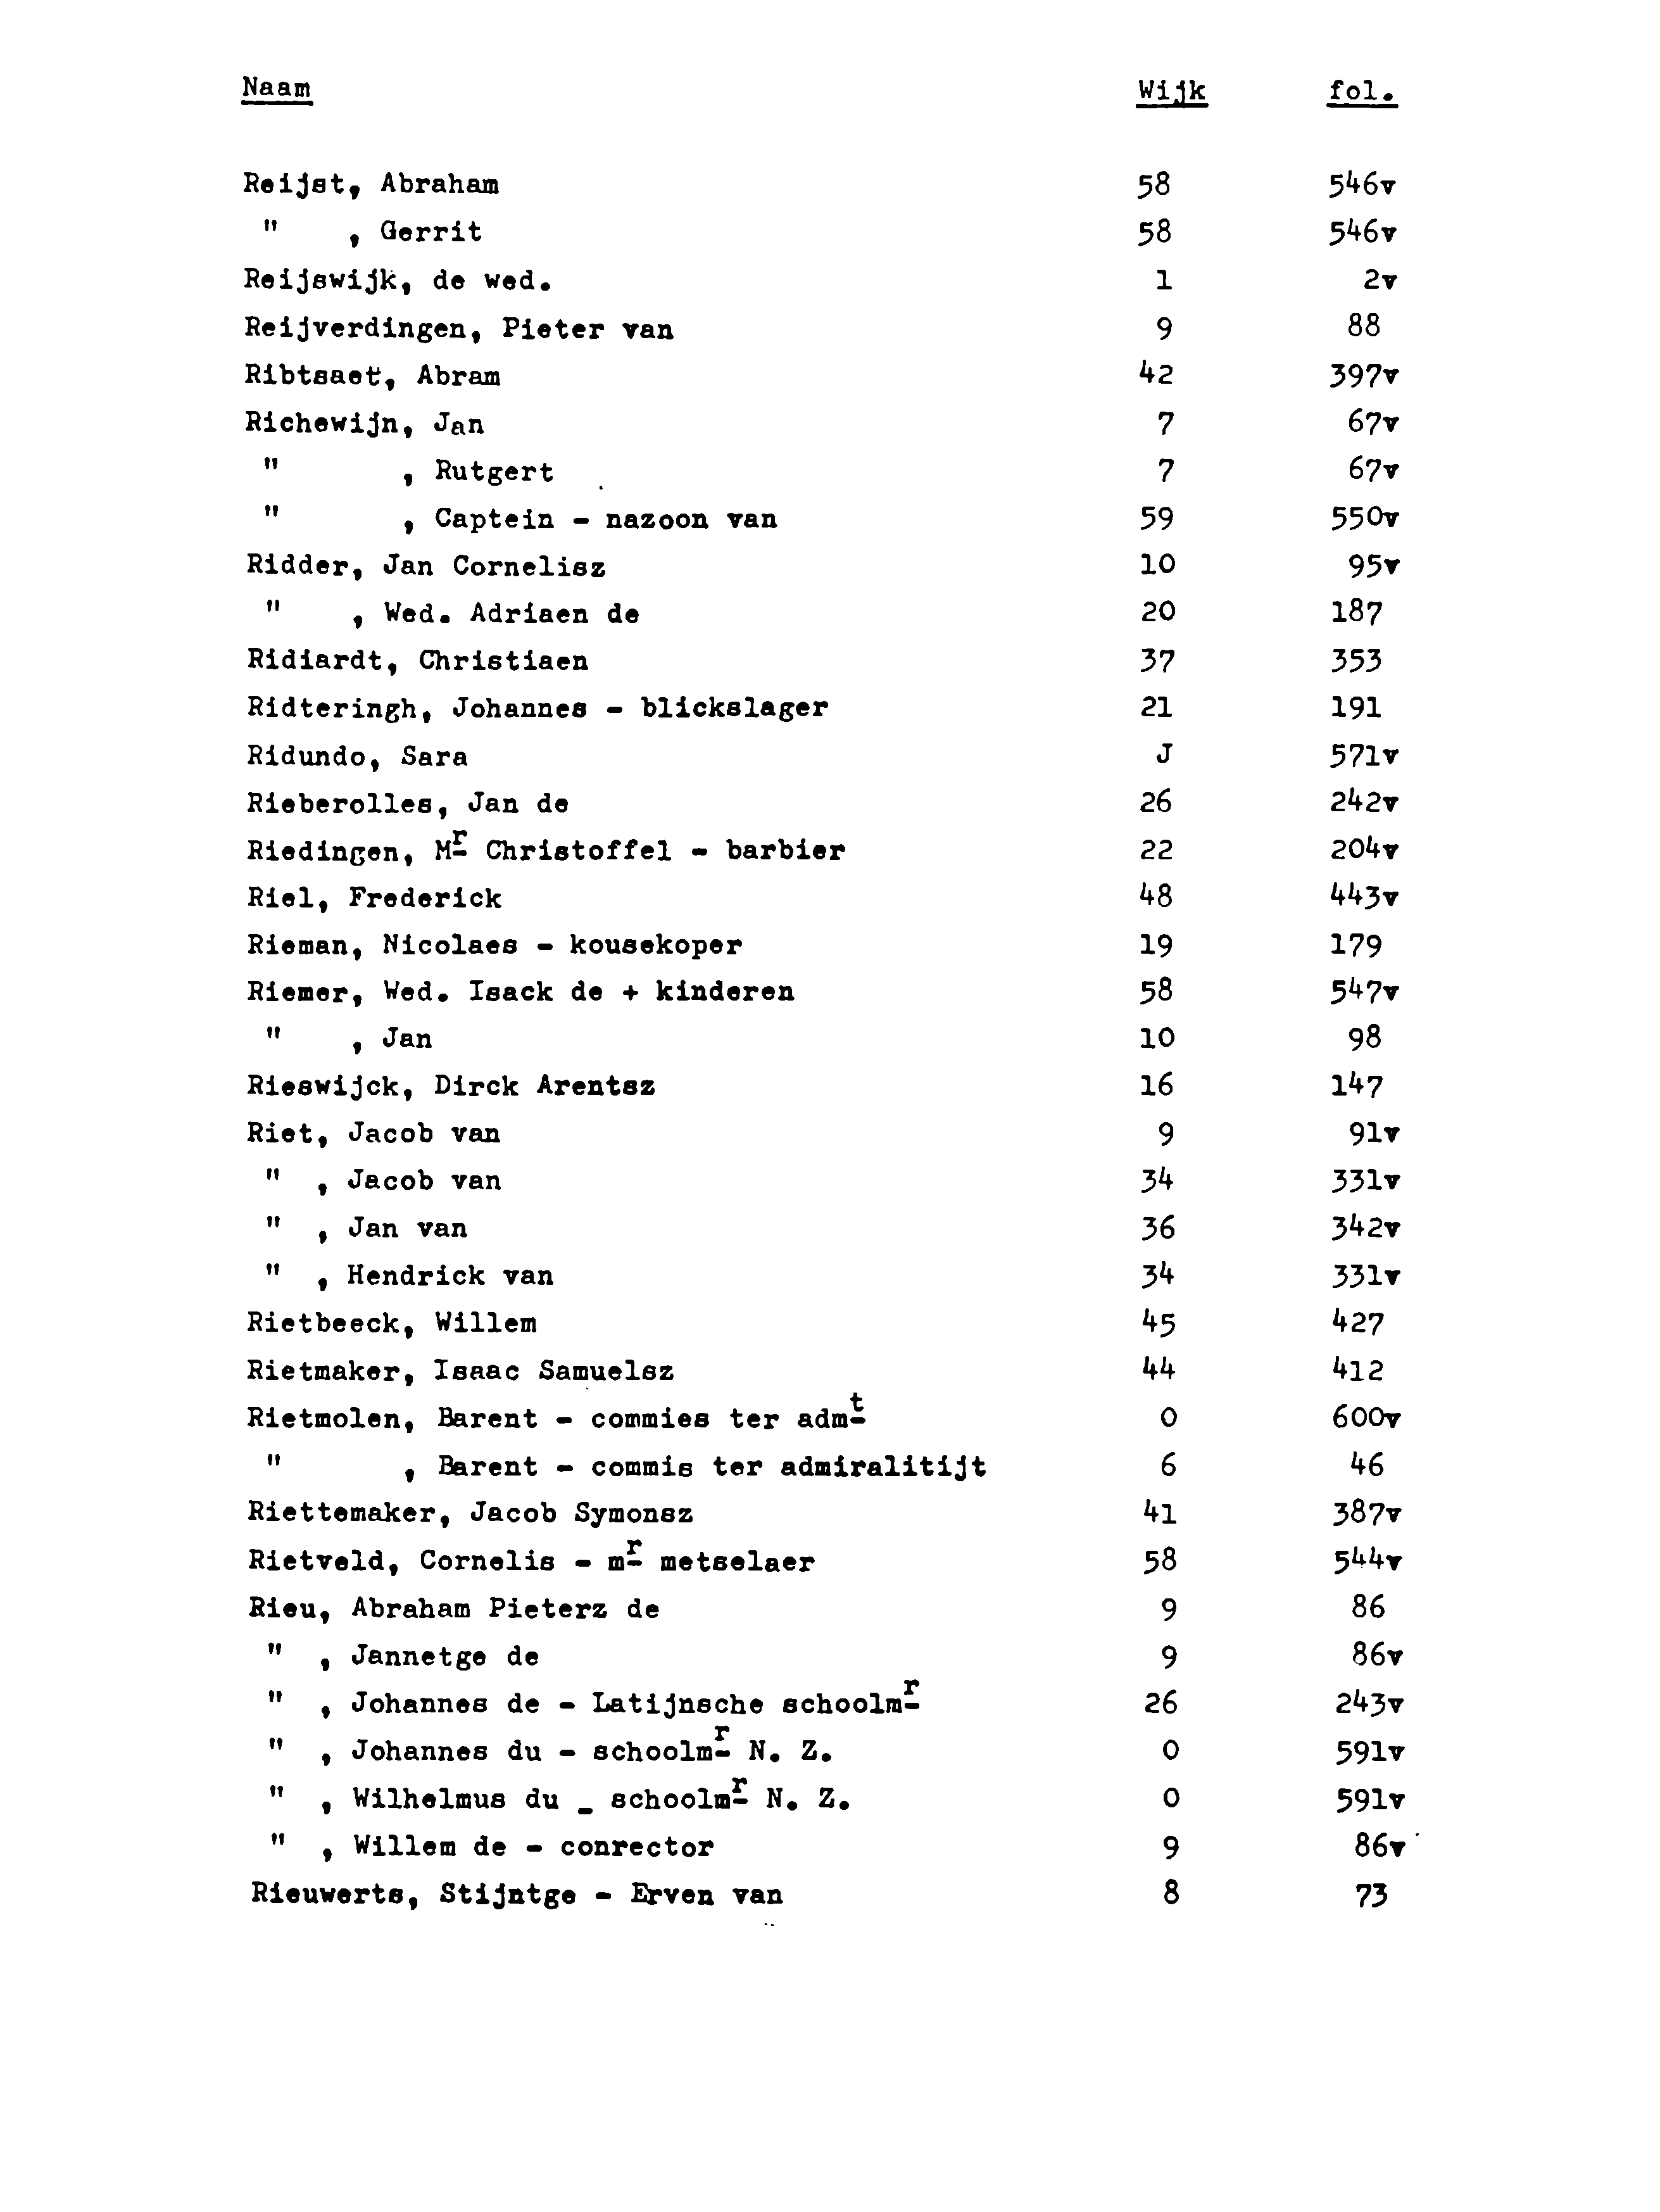 Naam Wijk fol.
Reijst, Abraham 58 546v
" , Gerrit 58 546v
Reijswijk, de wed. 1 2v
Reijverdingen, Pieter van 9 88
Ribtsaet, Abram 42 397v
Richewijn, Jan 7 67v
" , Rutgert 7 67v
" , Captein - nazoon van 59 550v
Ridder, Jan Cornelisz 10 95v
" , Wed. Adriaen de 20 187
Ridiardt, Christiaen 37 353
Ridteringh, Johannes - blickslager 21 191
Ridundo, Sara J 571v
Rieberolles, Jan de 26 242v
Riedingen, Mr Christoffel - barbier 22 204v
Riel, Frederick 48 443v
Rieman, Nicolaes - kousekoper 19 179
Riemer, Wed. Isack de + kinderen 58 547v
" , Jan 10 98
Rieswijck, Dirck Arentsz 16 147
Riet, Jacob van 9 91v
" , Jacob van 34 331v
" , Jan van 36 342v
" , Hendrick van 34 331v
Rietbeeck, Willem 45 427
Rietmaker, Isaac Samuelsz 44 412
Rietmolen, Barent - commies ter admt O 600v
" , Barent - commis ter admiralitijt 6 46
Riettemaker, Jacob Symonsz 41 387v
Rietveld, Cornelis - mr metselaer 58 544v
Rieu, Abraham Pieterz de 9 86
" , Jannetge de 9 86v
" , Johannes de - Latijnsche schoolmr 26 243v
" , Johannes du - schoolmr N. Z. O 591v
" , Wilhelmus du _ schoolmr N. Z. O 591v
" , Willem de - conrector 9 86v
Rieuwerts, Stijntge - Erven van 8 73